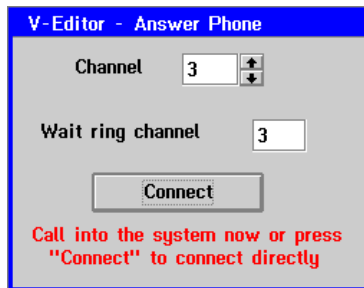 V-Editor - Answer Phone
Channel 3
Wait ring channel 3
Connect
Call into the system now or press
"Connect" to connect directly